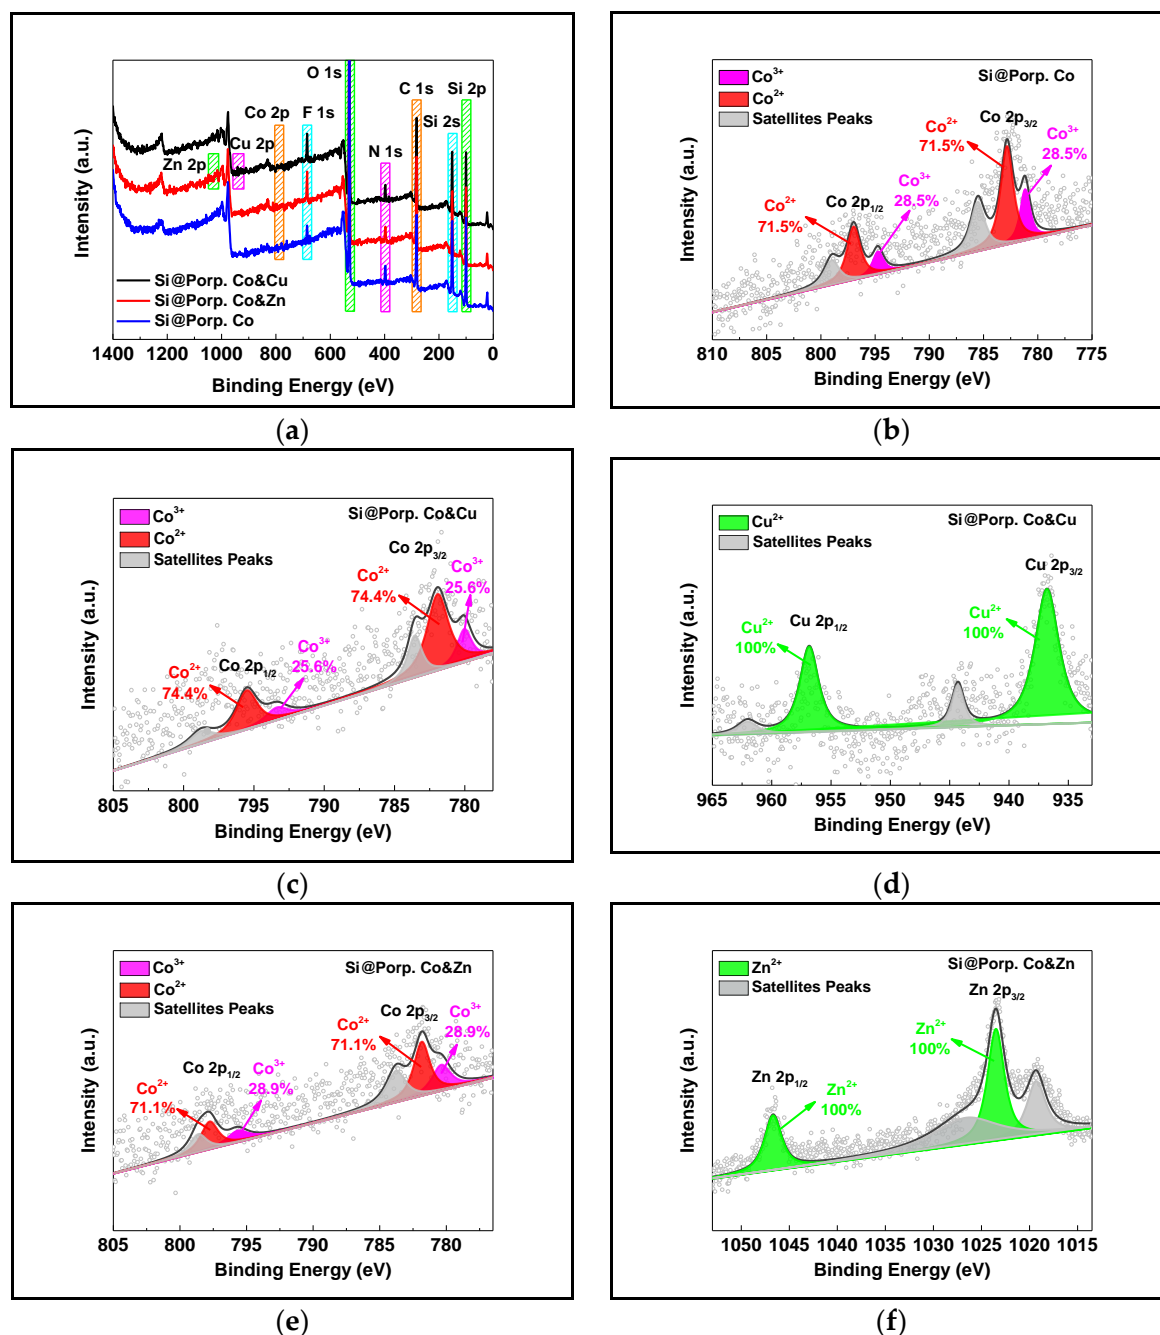 O 1s
C 1s
Si 2p
Co 2p
F 1s
Si 2s
Cu 2p
Zn 2p
N 1s
Si@Porp. Co&Cu
Si@Porp. Co&Zn
Si@Porp. Co
1400 1200 1000 800 600 400 200 0
Binding Energy (eV)
Intensity (a.u.)
(a)
Co³⁺
Co²⁺
Satellites Peaks
Si@Porp. Co
Co 2p₃/₂
Co²⁺
71.5%
Co³⁺
28.5%
Co 2p₁/₂
Co²⁺
71.5%
Co³⁺
28.5%
810 805 800 795 790 785 780 775
Binding Energy (eV)
Intensity (a.u.)
(b)
Co³⁺
Co²⁺
Satellites Peaks
Si@Porp. Co&Cu
Co 2p₃/₂
Co²⁺
74.4%
Co³⁺
25.6%
Co 2p₁/₂
Co²⁺
74.4%
Co³⁺
25.6%
805 800 795 790 785 780
Binding Energy (eV)
Intensity (a.u.)
(c)
Cu²⁺
Satellites Peaks
Si@Porp. Co&Cu
Cu 2p₃/₂
Cu²⁺
100%
Cu 2p₁/₂
Cu²⁺
100%
965 960 955 950 945 940 935
Binding Energy (eV)
Intensity (a.u.)
(d)
Co³⁺
Co²⁺
Satellites Peaks
Si@Porp. Co&Zn
Co 2p₃/₂
Co²⁺
71.1%
Co³⁺
28.9%
Co 2p₁/₂
Co²⁺
71.1%
Co³⁺
28.9%
805 800 795 790 785 780
Binding Energy (eV)
Intensity (a.u.)
(e)
Zn²⁺
Satellites Peaks
Si@Porp. Co&Zn
Zn 2p₃/₂
Zn²⁺
100%
Zn 2p₁/₂
Zn²⁺
100%
1050 1045 1040 1035 1030 1025 1020 1015
Binding Energy (eV)
Intensity (a.u.)
(f)